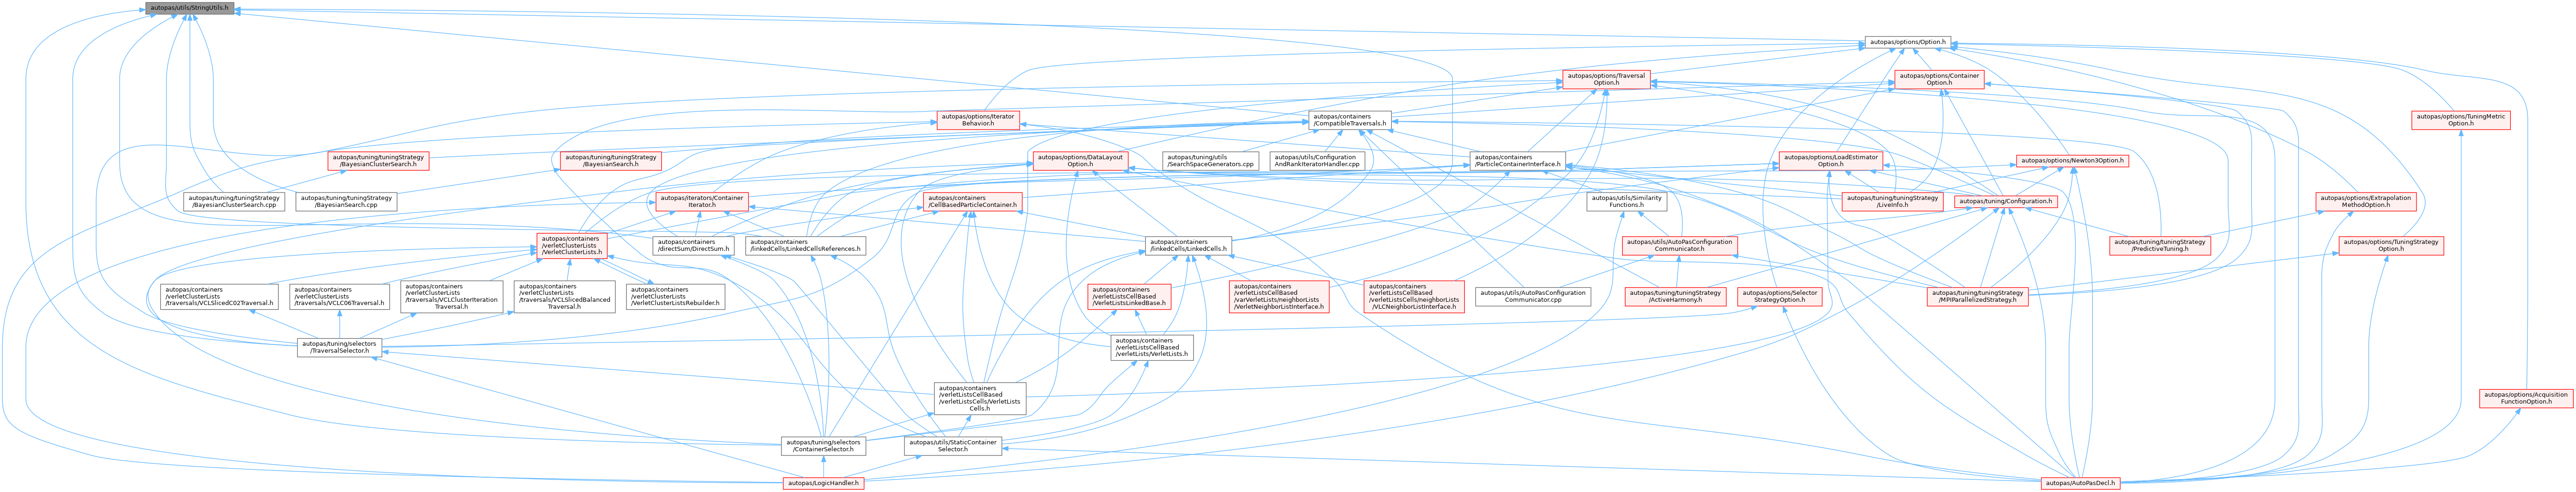 autopas/utils/StringUtils.h
autopas/options/Option.h
autopas/options/Traversal
Option.h
autopas/options/Container
Option.h
autopas/options/Iterator
Behavior.h
autopas/containers
/CompatibleTraversals.h
autopas/options/TuningMetric
Option.h
autopas/tuning/tuningStrategy
/BayesianClusterSearch.h
autopas/tuning/tuningStrategy
/BayesianSearch.h
autopas/options/DataLayout
Option.h
autopas/tuning/utils
/SearchSpaceGenerators.cpp
autopas/utils/Configuration
AndRankIteratorHandler.cpp
autopas/containers
/ParticleContainerInterface.h
autopas/options/LoadEstimator
Option.h
autopas/options/Newton3Option.h
autopas/tuning/tuningStrategy
/BayesianClusterSearch.cpp
autopas/tuning/tuningStrategy
/BayesianSearch.cpp
autopas/iterators/Container
Iterator.h
autopas/containers
/CellBasedParticleContainer.h
autopas/utils/Similarity
Functions.h
autopas/tuning/tuningStrategy
/LiveInfo.h
autopas/tuning/Configuration.h
autopas/options/Extrapolation
MethodOption.h
autopas/containers
/verletClusterLists
/VerletClusterLists.h
autopas/containers
/directSum/DirectSum.h
autopas/containers
/linkedCells/LinkedCellsReferences.h
autopas/containers
/linkedCells/LinkedCells.h
autopas/utils/AutoPasConfiguration
Communicator.h
autopas/tuning/tuningStrategy
/PredictiveTuning.h
autopas/options/TuningStrategy
Option.h
autopas/containers
/verletClusterLists
/traversals/VCLSlicedC02Traversal.h
autopas/containers
/verletClusterLists
/traversals/VCLC06Traversal.h
autopas/containers
/verletClusterLists
/traversals/VCLClusterIteration
Traversal.h
autopas/containers
/verletClusterLists
/traversals/VCLSlicedBalanced
Traversal.h
autopas/containers
/verletClusterLists
/VerletClusterListsRebuilder.h
autopas/containers
/verletListsCellBased
/VerletListsLinkedBase.h
autopas/containers
/verletListsCellBased
/varVerletLists/neighborLists
/VerletNeighborListInterface.h
autopas/containers
/verletListsCellBased
/verletListsCells/neighborLists
/VLCNeighborListInterface.h
autopas/utils/AutoPasConfiguration
Communicator.cpp
autopas/tuning/tuningStrategy
/ActiveHarmony.h
autopas/options/Selector
StrategyOption.h
autopas/tuning/tuningStrategy
/MPIParallelizedStrategy.h
autopas/tuning/selectors
/TraversalSelector.h
autopas/containers
/verletListsCellBased
/verletLists/VerletLists.h
autopas/containers
/verletListsCellBased
/verletListsCells/VerletLists
Cells.h
autopas/options/Acquisition
FunctionOption.h
autopas/tuning/selectors
/ContainerSelector.h
autopas/utils/StaticContainer
Selector.h
autopas/LogicHandler.h
autopas/AutoPasDecl.h